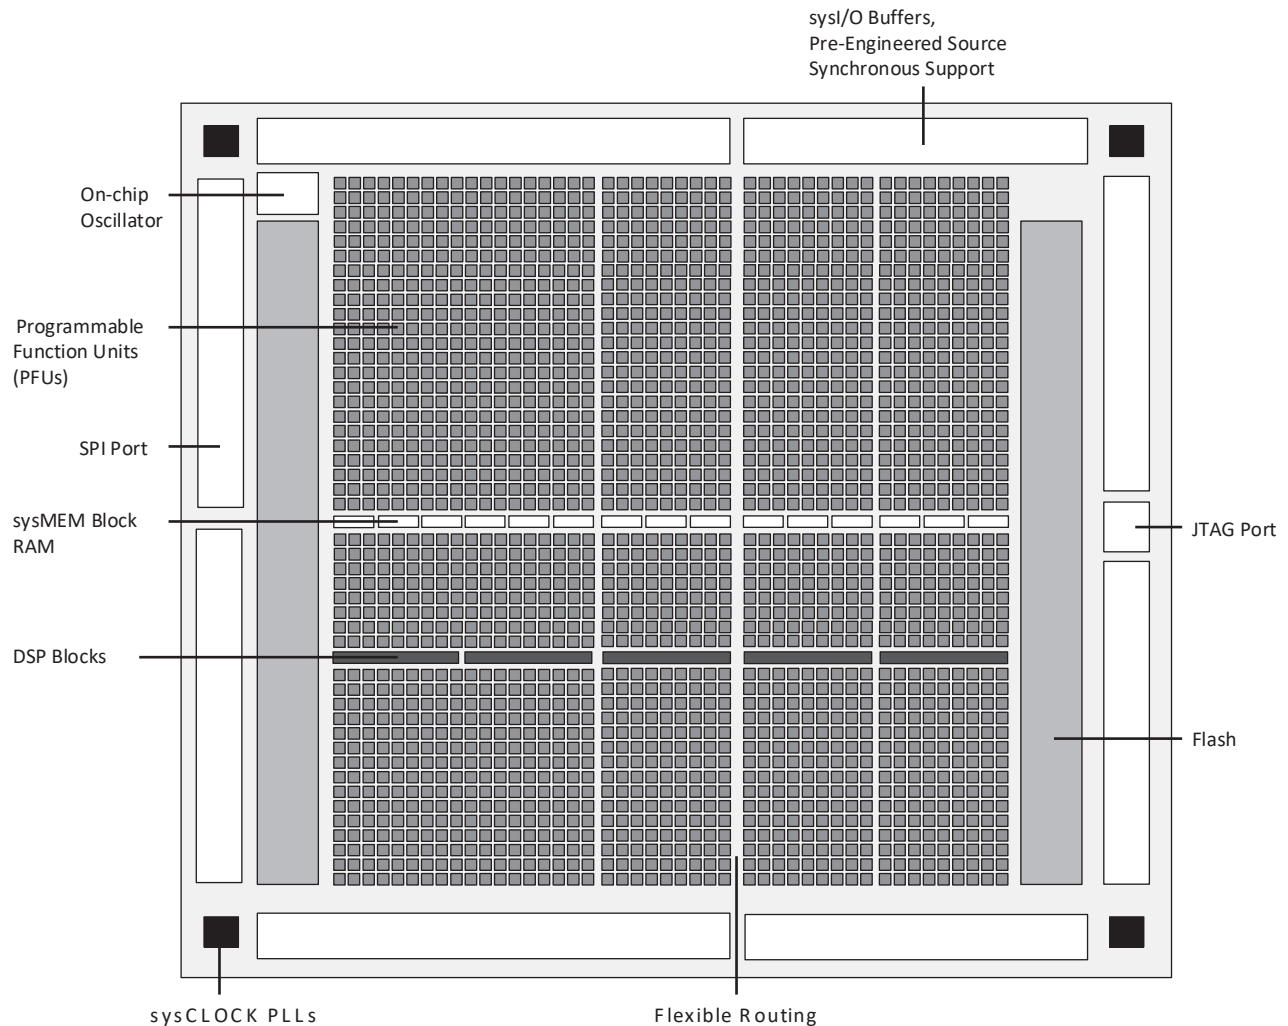 sysI/O Buffers,
Pre-Engineered Source
Synchronous Support
On-chip
Oscillator
Programmable
Function Units
(PFUs)
SPI Port
sysMEM Block
RAM
JTAG Port
DSP Blocks
Flash
sysCLOCK PLLs
Flexible Routing